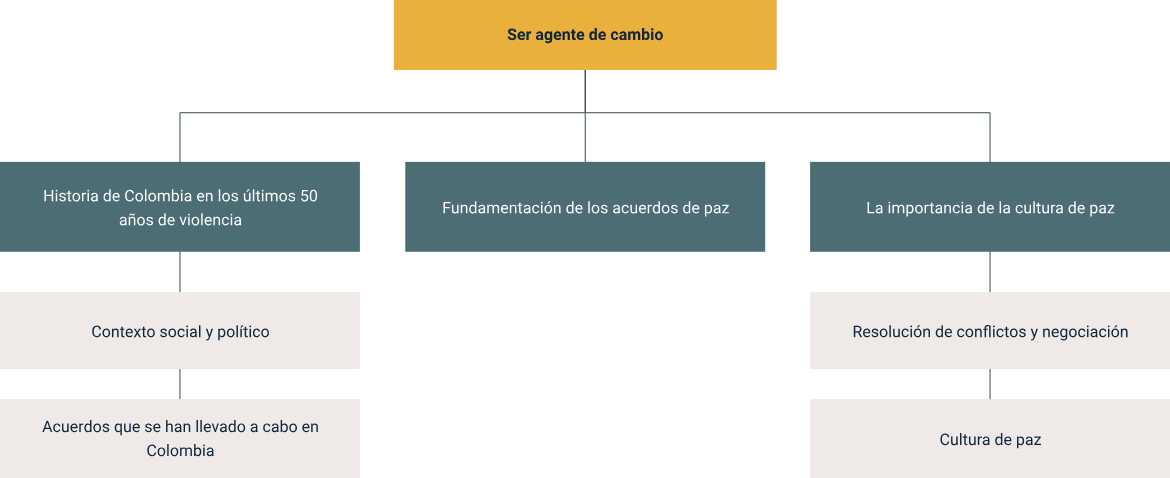 Ser agente de cambio
Historia de Colombia en los últimos 50
años de violencia
Fundamentación de los acuerdos de paz
La importancia de la cultura de paz
Contexto social y político
Resolución de conflictos y negociación
Acuerdos que se han llevado a cabo en
Colombia
Cultura de paz